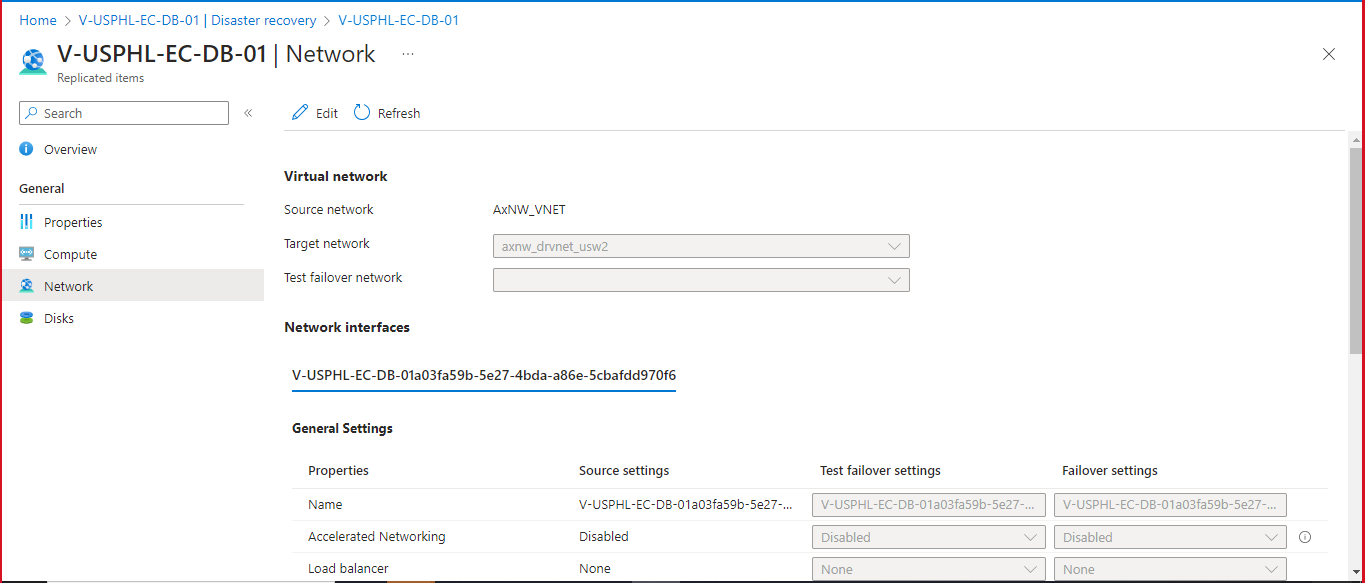 Home > V-USPHL-EC-DB-01 | Disaster recovery > V-USPHL-EC-DB-01
V-USPHL-EC-DB-01 | Network ...
Replicated items
Search «
Edit Refresh
Overview
General
Properties
Compute
Network
Disks
Virtual network
Source network AxNW_VNET
Target network axnw_drvnet_usw2
Test failover network
Network interfaces
V-USPHL-EC-DB-01a03fa59b-5e27-4bda-a86e-5cbafdd970f6
General Settings
Properties Source settings Test failover settings Failover settings
Name V-USPHL-EC-DB-01a03fa59b-5e27-... V-USPHL-EC-DB-01a03fa59b-5e27-... V-USPHL-EC-DB-01a03fa59b-5e27-...
Accelerated Networking Disabled Disabled Disabled
Load balancer None None None